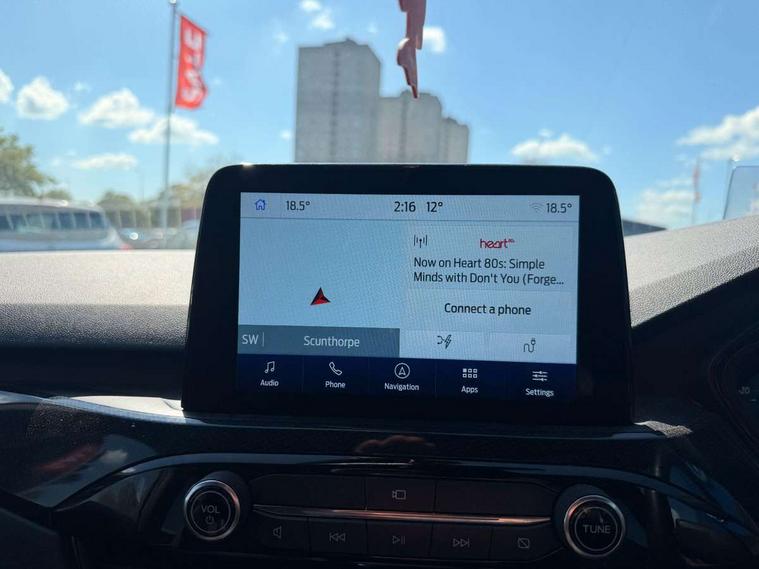 SALE
18.5°
2:16
12°
18.5°
heart 80s
Now on Heart 80s: Simple
Minds with Don't You (Forge...
Connect a phone
SW
Scunthorpe
Audio
Phone
Navigation
Apps
Settings
VOL
TUNE